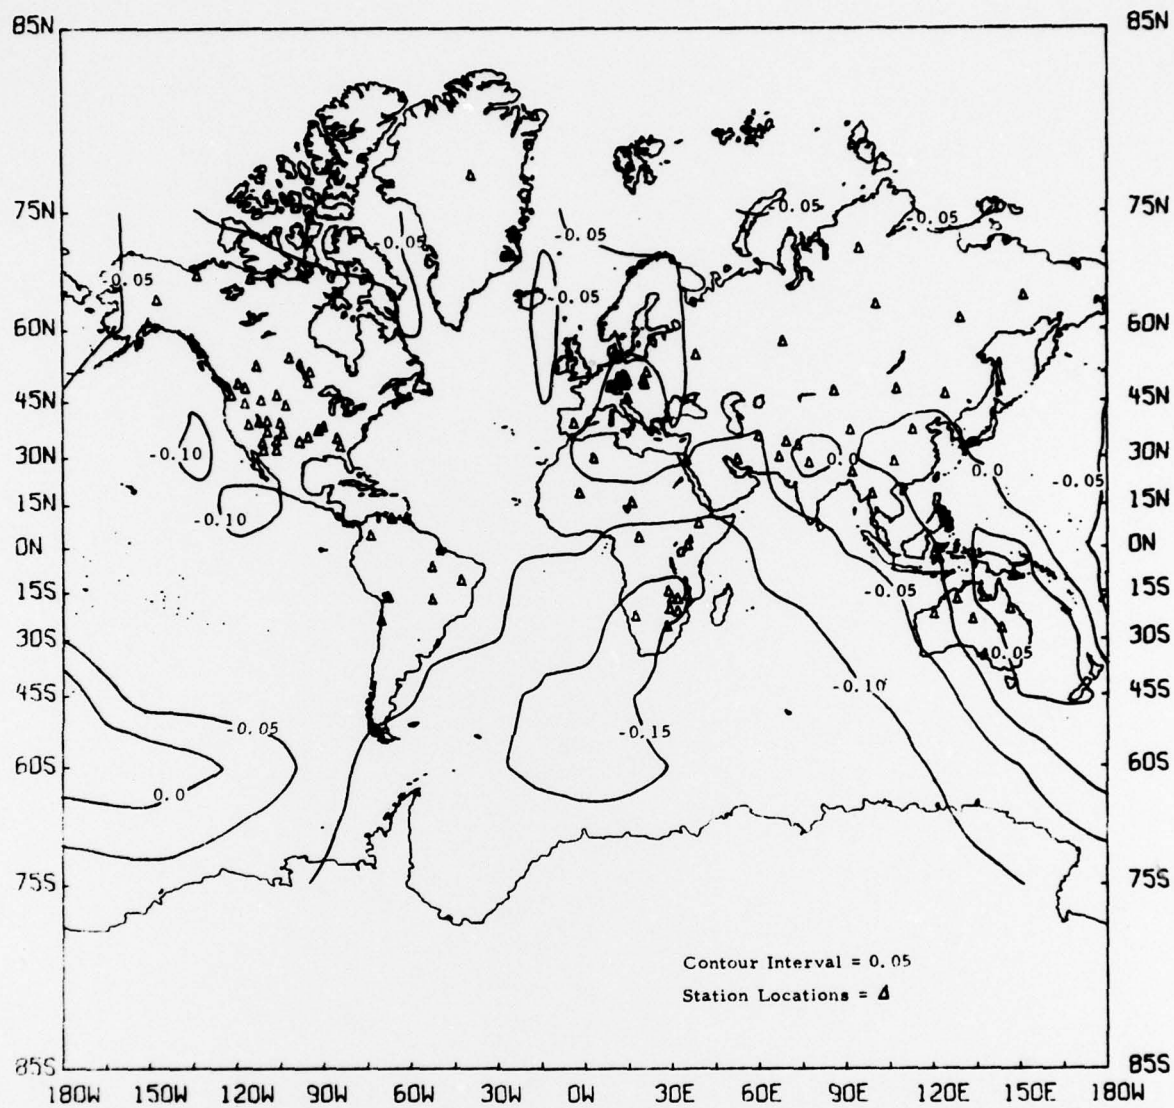 85N 85N
75N 75N
-0.05
-0.05
0.05
-0.05
-0.05
0.05
60N 60N
45N 45N
-0.10
30N 30N
0.0
0.0
-0.05
-0.10
15N 15N
0N 0N
-0.05
15S 15S
30S 30S
0.05
45S 45S
-0.10
-0.05
-0.15
60S 60S
0.0
75S 75S
Contour Interval = 0.05
Station Locations = Δ
85S 85S
180W 150W 120W 90W 60W 30W 0W 30E 60E 90E 120E 150E 180W